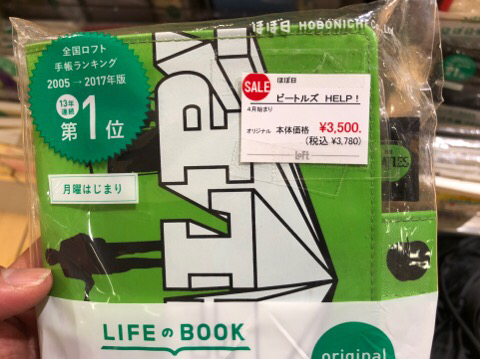 ほぼ日 HOBONICHI Co., Ltd.
全国ロフト
手帳ランキング
2005→2017年版
13年
連続
第1位
月曜はじまり
SALE
ほぼ日
ビートルズ HELP!
4月始まり
オリジナル 本体価格 ¥3,500.
(税込 ¥3,780)
Loft
HELP!
LIFEのBOOK
original